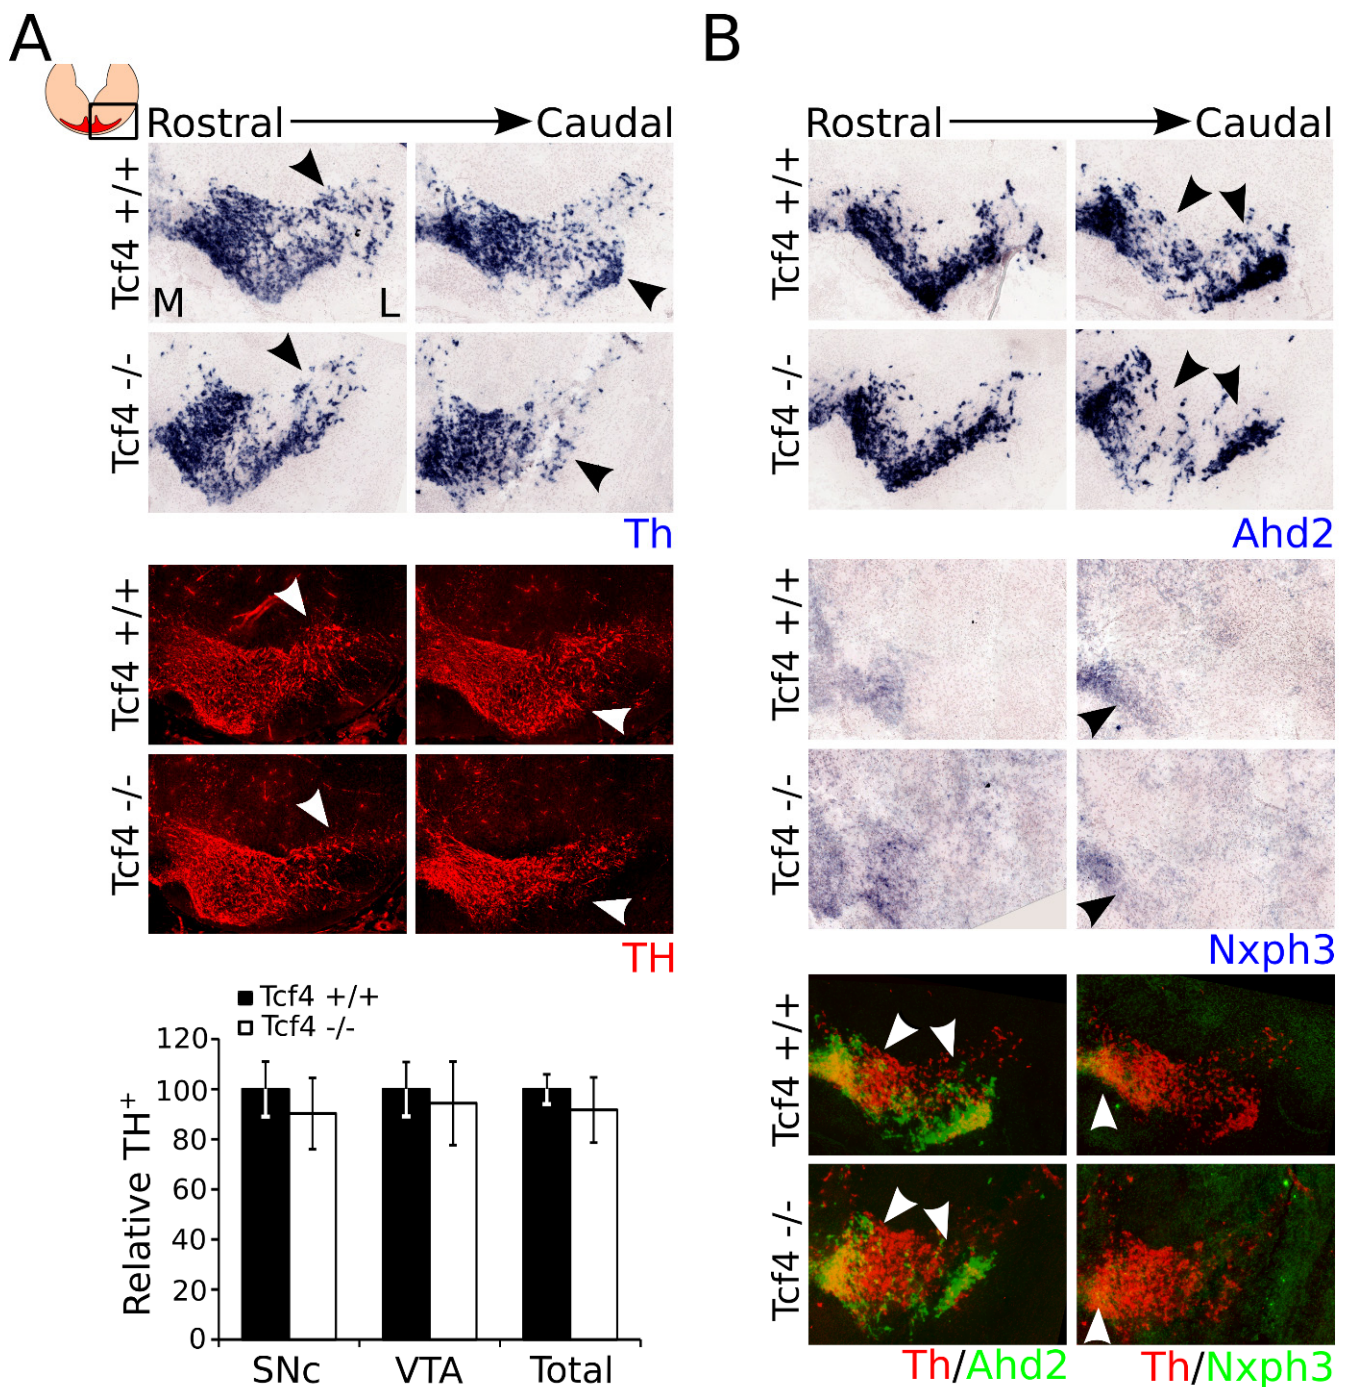 A
Rostral Caudal
Tcf4 +/+
M L
Tcf4 -/-
Th
Tcf4 +/+
Tcf4 -/-
TH
Tcf4 +/+
Tcf4 -/-
Relative TH+
120
100
80
60
40
20
0
SNc VTA Total
B
Rostral Caudal
Tcf4 +/+
Tcf4 -/-
Ahd2
Tcf4 +/+
Tcf4 -/-
Nxph3
Tcf4 +/+
Tcf4 -/-
Th/Ahd2 Th/Nxph3